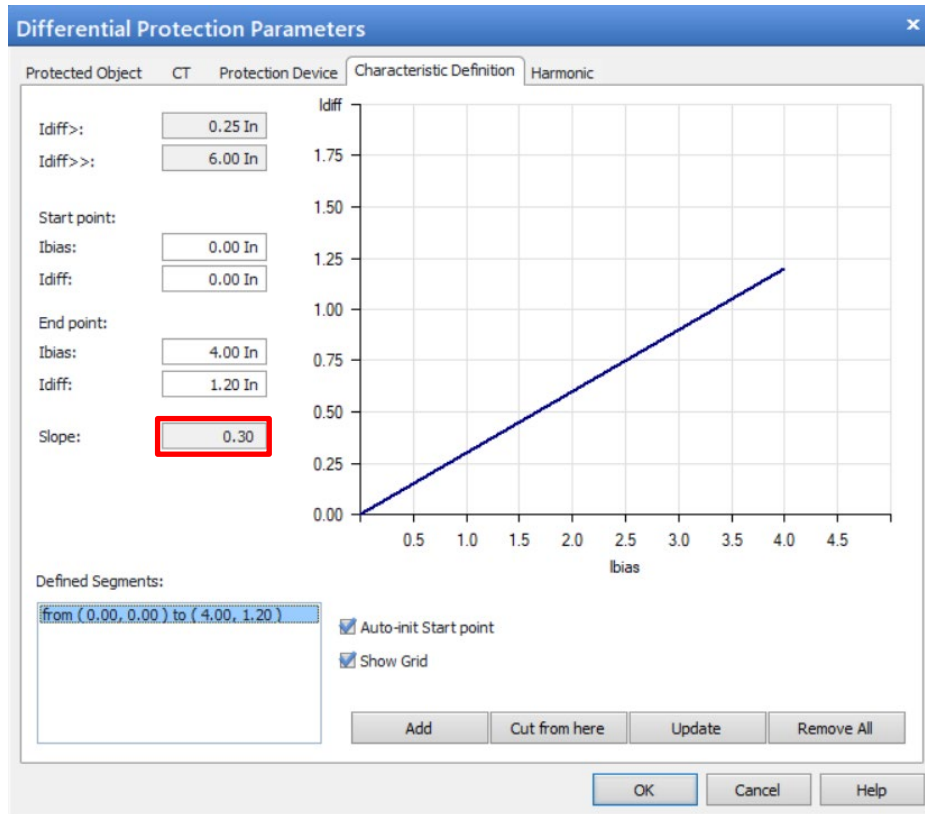 Differential Protection Parameters ×
Protected Object CT Protection Device Characteristic Definition Harmonic
Idiff>: 0.25 In
Idiff>>: 6.00 In
Start point:
Ibias: 0.00 In
Idiff: 0.00 In
End point:
Ibias: 4.00 In
Idiff: 1.20 In
Slope: 0.30
Idiff
1.75
1.50
1.25
1.00
0.75
0.50
0.25
0.00
0.5 1.0 1.5 2.0 2.5 3.0 3.5 4.0 4.5
Ibias
Defined Segments:
from ( 0.00, 0.00 ) to ( 4.00, 1.20 )
Auto-init Start point
Show Grid
Add Cut from here Update Remove All
OK Cancel Help